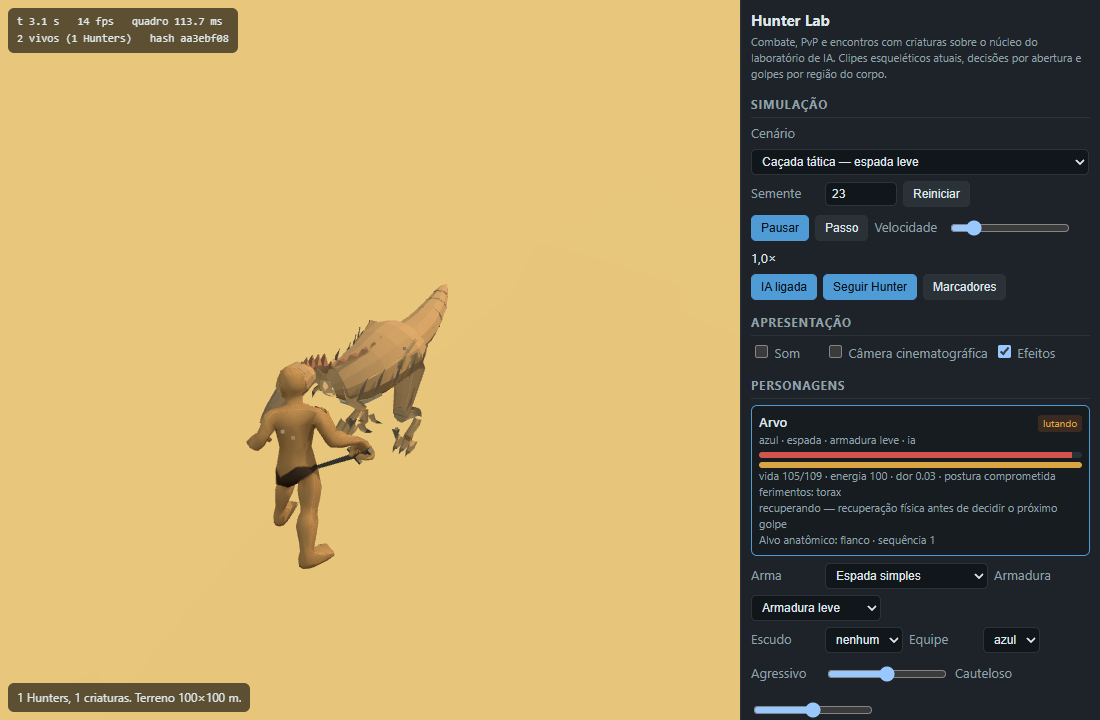 t 3.1 s 14 fps quadro 113.7 ms
2 vivos (1 Hunters) hash aa3ebf08
1 Hunters, 1 criaturas. Terreno 100×100 m.
Hunter Lab
Combate, PvP e encontros com criaturas sobre o núcleo do
laboratório de IA. Clipes esqueléticos atuais, decisões por abertura e
golpes por região do corpo.
SIMULAÇÃO
Cenário
Caçada tática — espada leve
Semente 23 Reiniciar
Pausar Passo Velocidade
1,0×
IA ligada Seguir Hunter Marcadores
APRESENTAÇÃO
Som Câmera cinematográfica Efeitos
PERSONAGENS
Arvo lutando
azul · espada · armadura leve · ia
vida 105/109 · energia 100 · dor 0.03 · postura comprometida
ferimentos: torax
recuperando — recuperação física antes de decidir o próximo
golpe
Alvo anatômico: flanco · sequência 1
Arma Espada simples Armadura
Armadura leve
Escudo nenhum Equipe azul
Agressivo Cauteloso